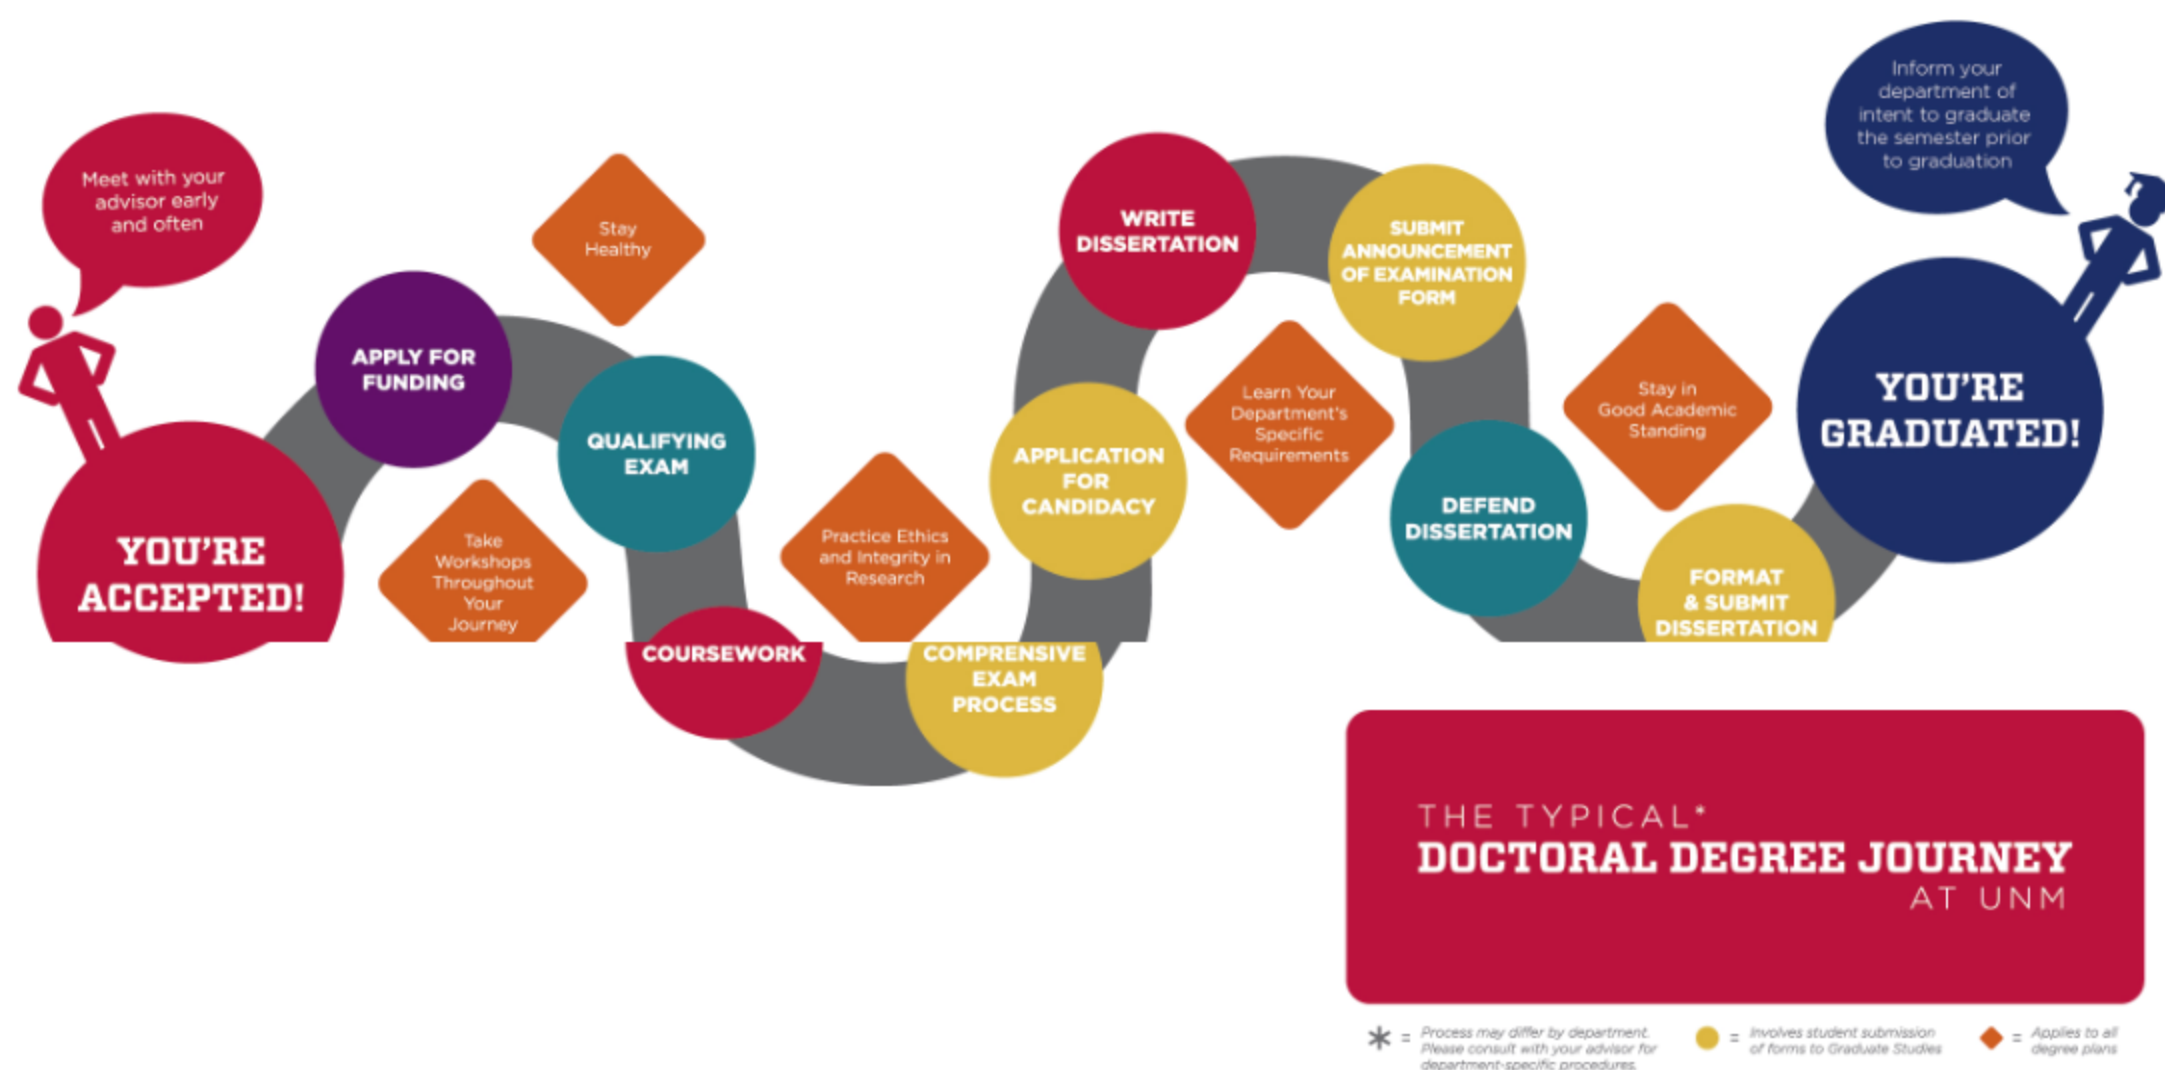 Meet with your
advisor early
and often
YOU'RE
ACCEPTED!
APPLY FOR
FUNDING
Stay
Healthy
Take
Workshops
Throughout
Your
Journey
QUALIFYING
EXAM
COURSEWORK
Practice Ethics
and Integrity in
Research
COMPRENSIVE
EXAM
PROCESS
APPLICATION
FOR
CANDIDACY
WRITE
DISSERTATION
Learn Your
Department's
Specific
Requirements
SUBMIT
ANNOUNCEMENT
OF EXAMINATION
FORM
DEFEND
DISSERTATION
Stay in
Good Academic
Standing
FORMAT
& SUBMIT
DISSERTATION
Inform your
department of
intent to graduate
the semester prior
to graduation
YOU'RE
GRADUATED!
THE TYPICAL*
DOCTORAL DEGREE JOURNEY
AT UNM
* = Process may differ by department.
Please consult with your advisor for
department-specific procedures.
= Involves student submission
of forms to Graduate Studies
= Applies to all
degree plans